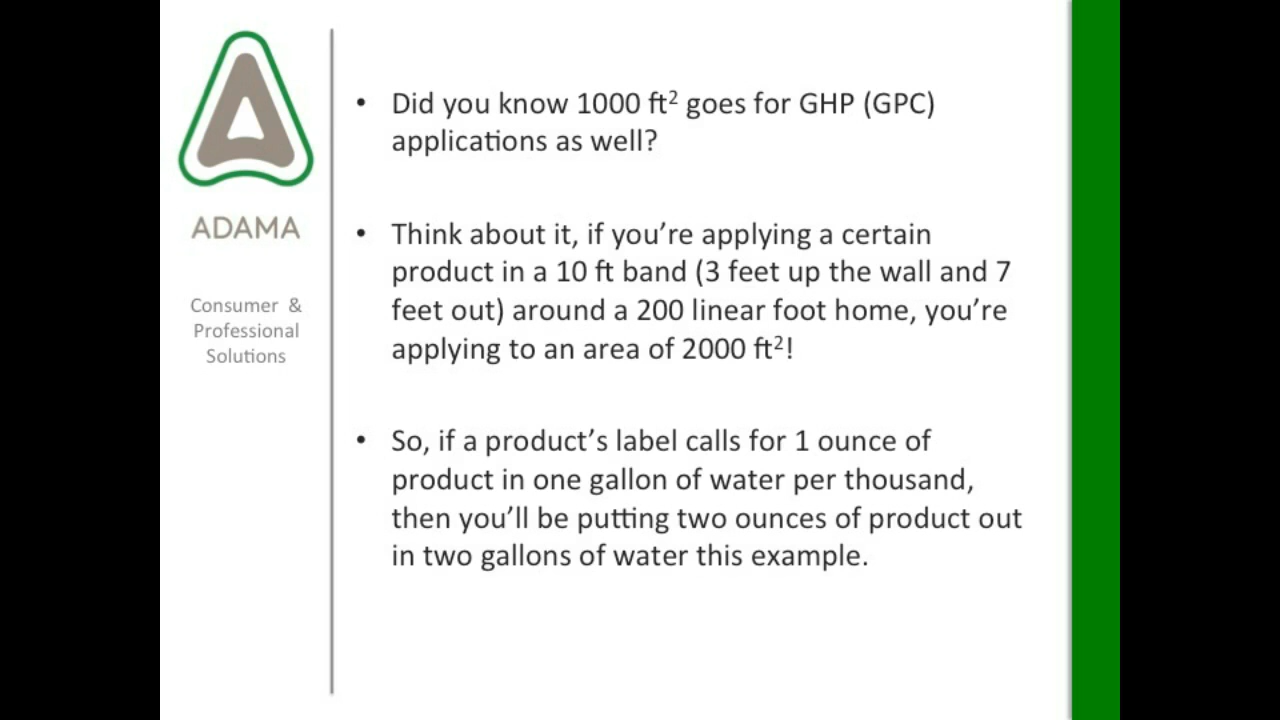 ADAMA
Consumer &
Professional
Solutions
• Did you know 1000 ft² goes for GHP (GPC)
applications as well?
• Think about it, if you’re applying a certain
product in a 10 ft band (3 feet up the wall and 7
feet out) around a 200 linear foot home, you’re
applying to an area of 2000 ft²!
• So, if a product’s label calls for 1 ounce of
product in one gallon of water per thousand,
then you’ll be putting two ounces of product out
in two gallons of water this example.